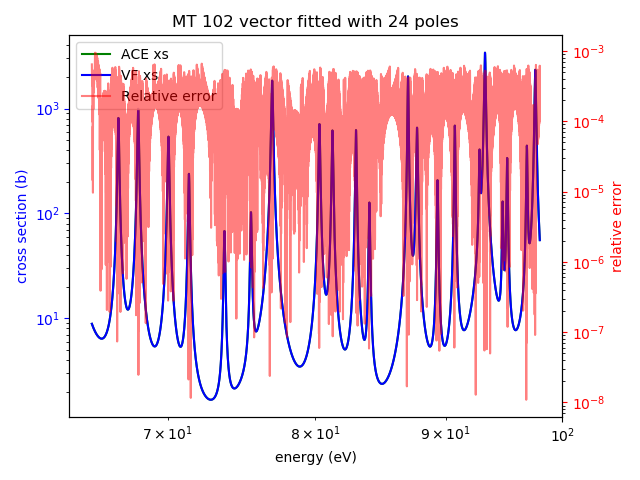 MT 102 vector fitted with 24 poles
ACE xs
VF xs
Relative error
10³
10²
10¹
cross section (b)
10⁻³
10⁻⁴
10⁻⁵
10⁻⁶
10⁻⁷
10⁻⁸
relative error
7 × 10¹
8 × 10¹
9 × 10¹
10²
energy (eV)